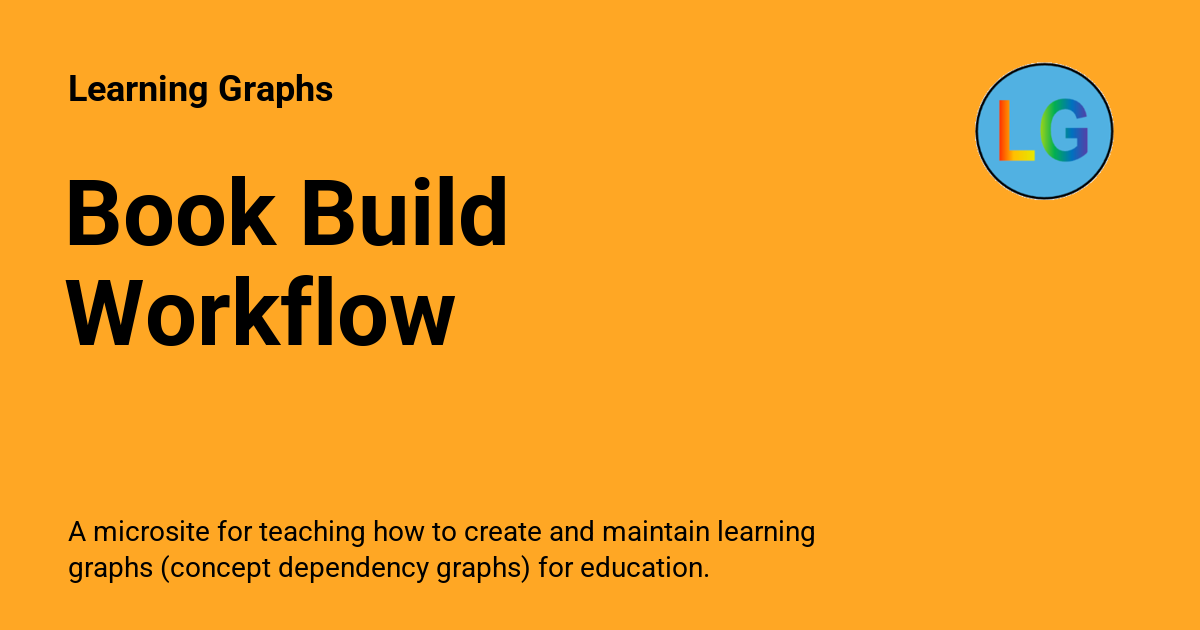 Learning Graphs
LG
Book Build
Workflow
A microsite for teaching how to create and maintain learning
graphs (concept dependency graphs) for education.